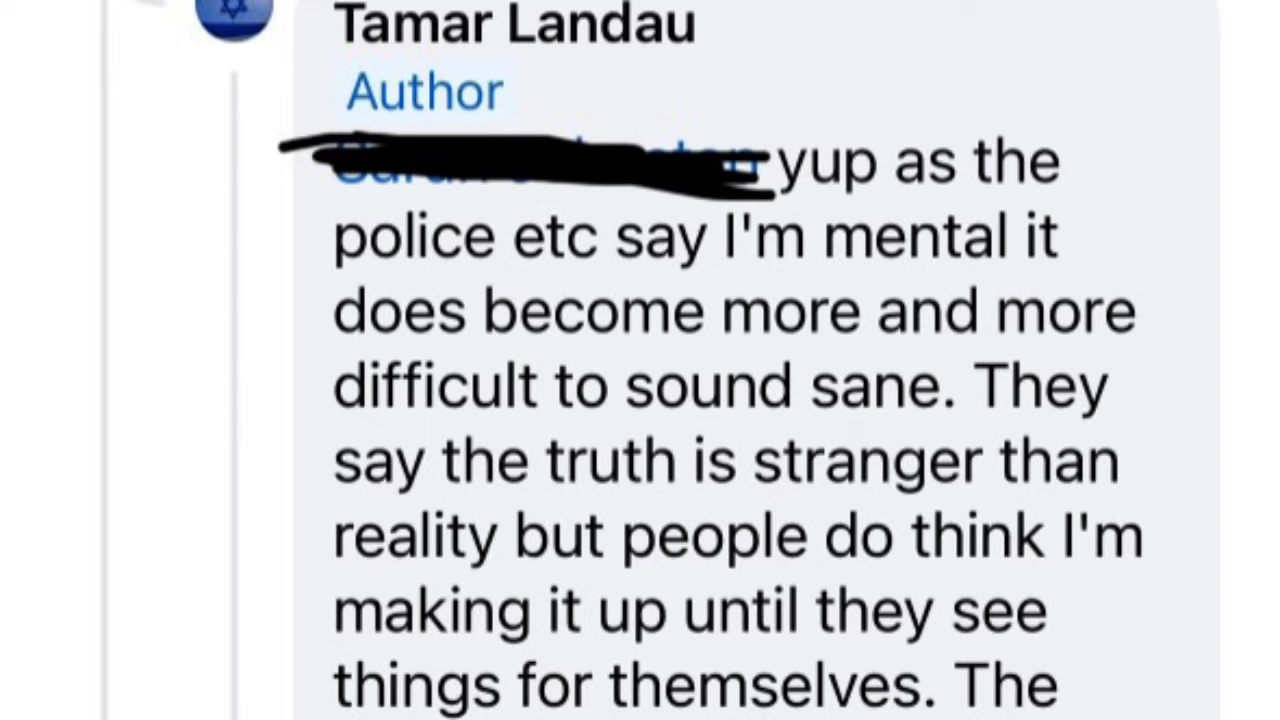 Tamar Landau
Author
yup as the
police etc say I'm mental it
does become more and more
difficult to sound sane. They
say the truth is stranger than
reality but people do think I'm
making it up until they see
things for themselves. The